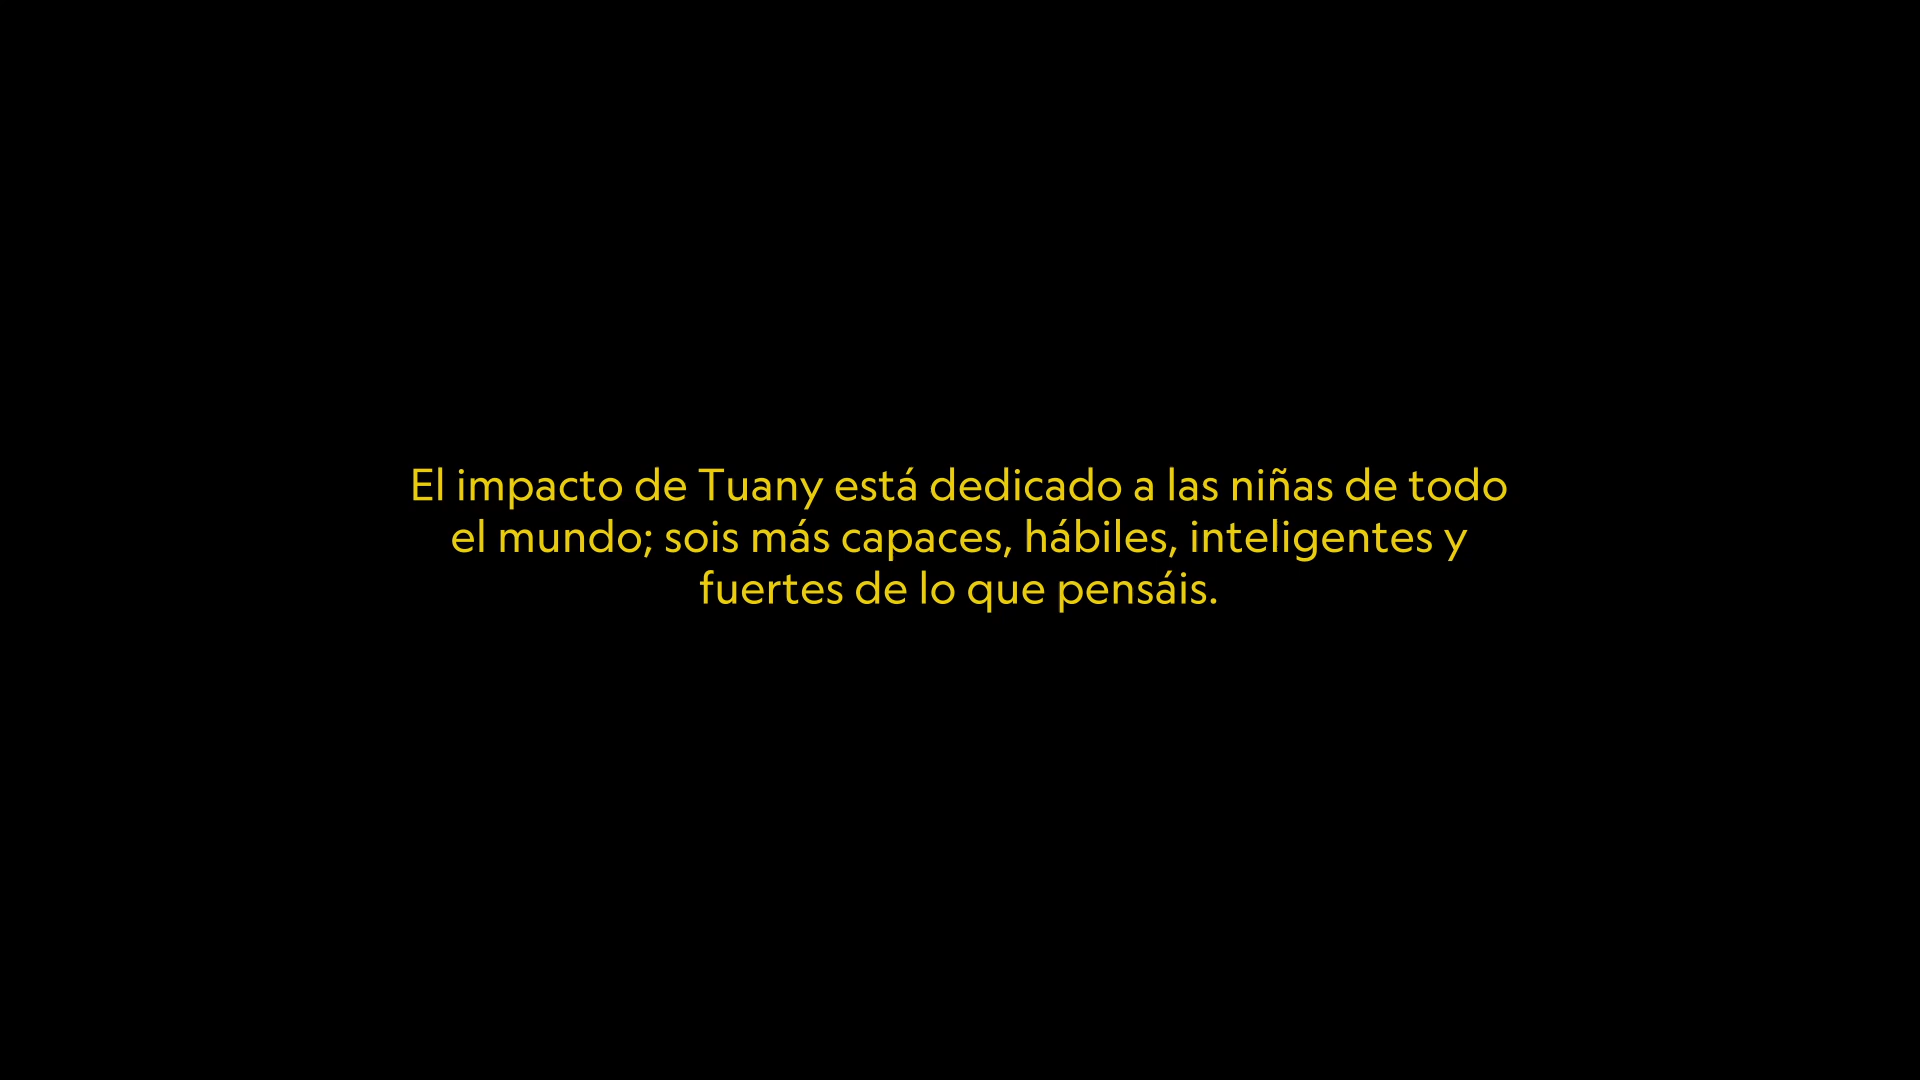 El impacto de Tuany está dedicado a las niñas de todo
el mundo; sois más capaces, hábiles, inteligentes y
fuertes de lo que pensáis.